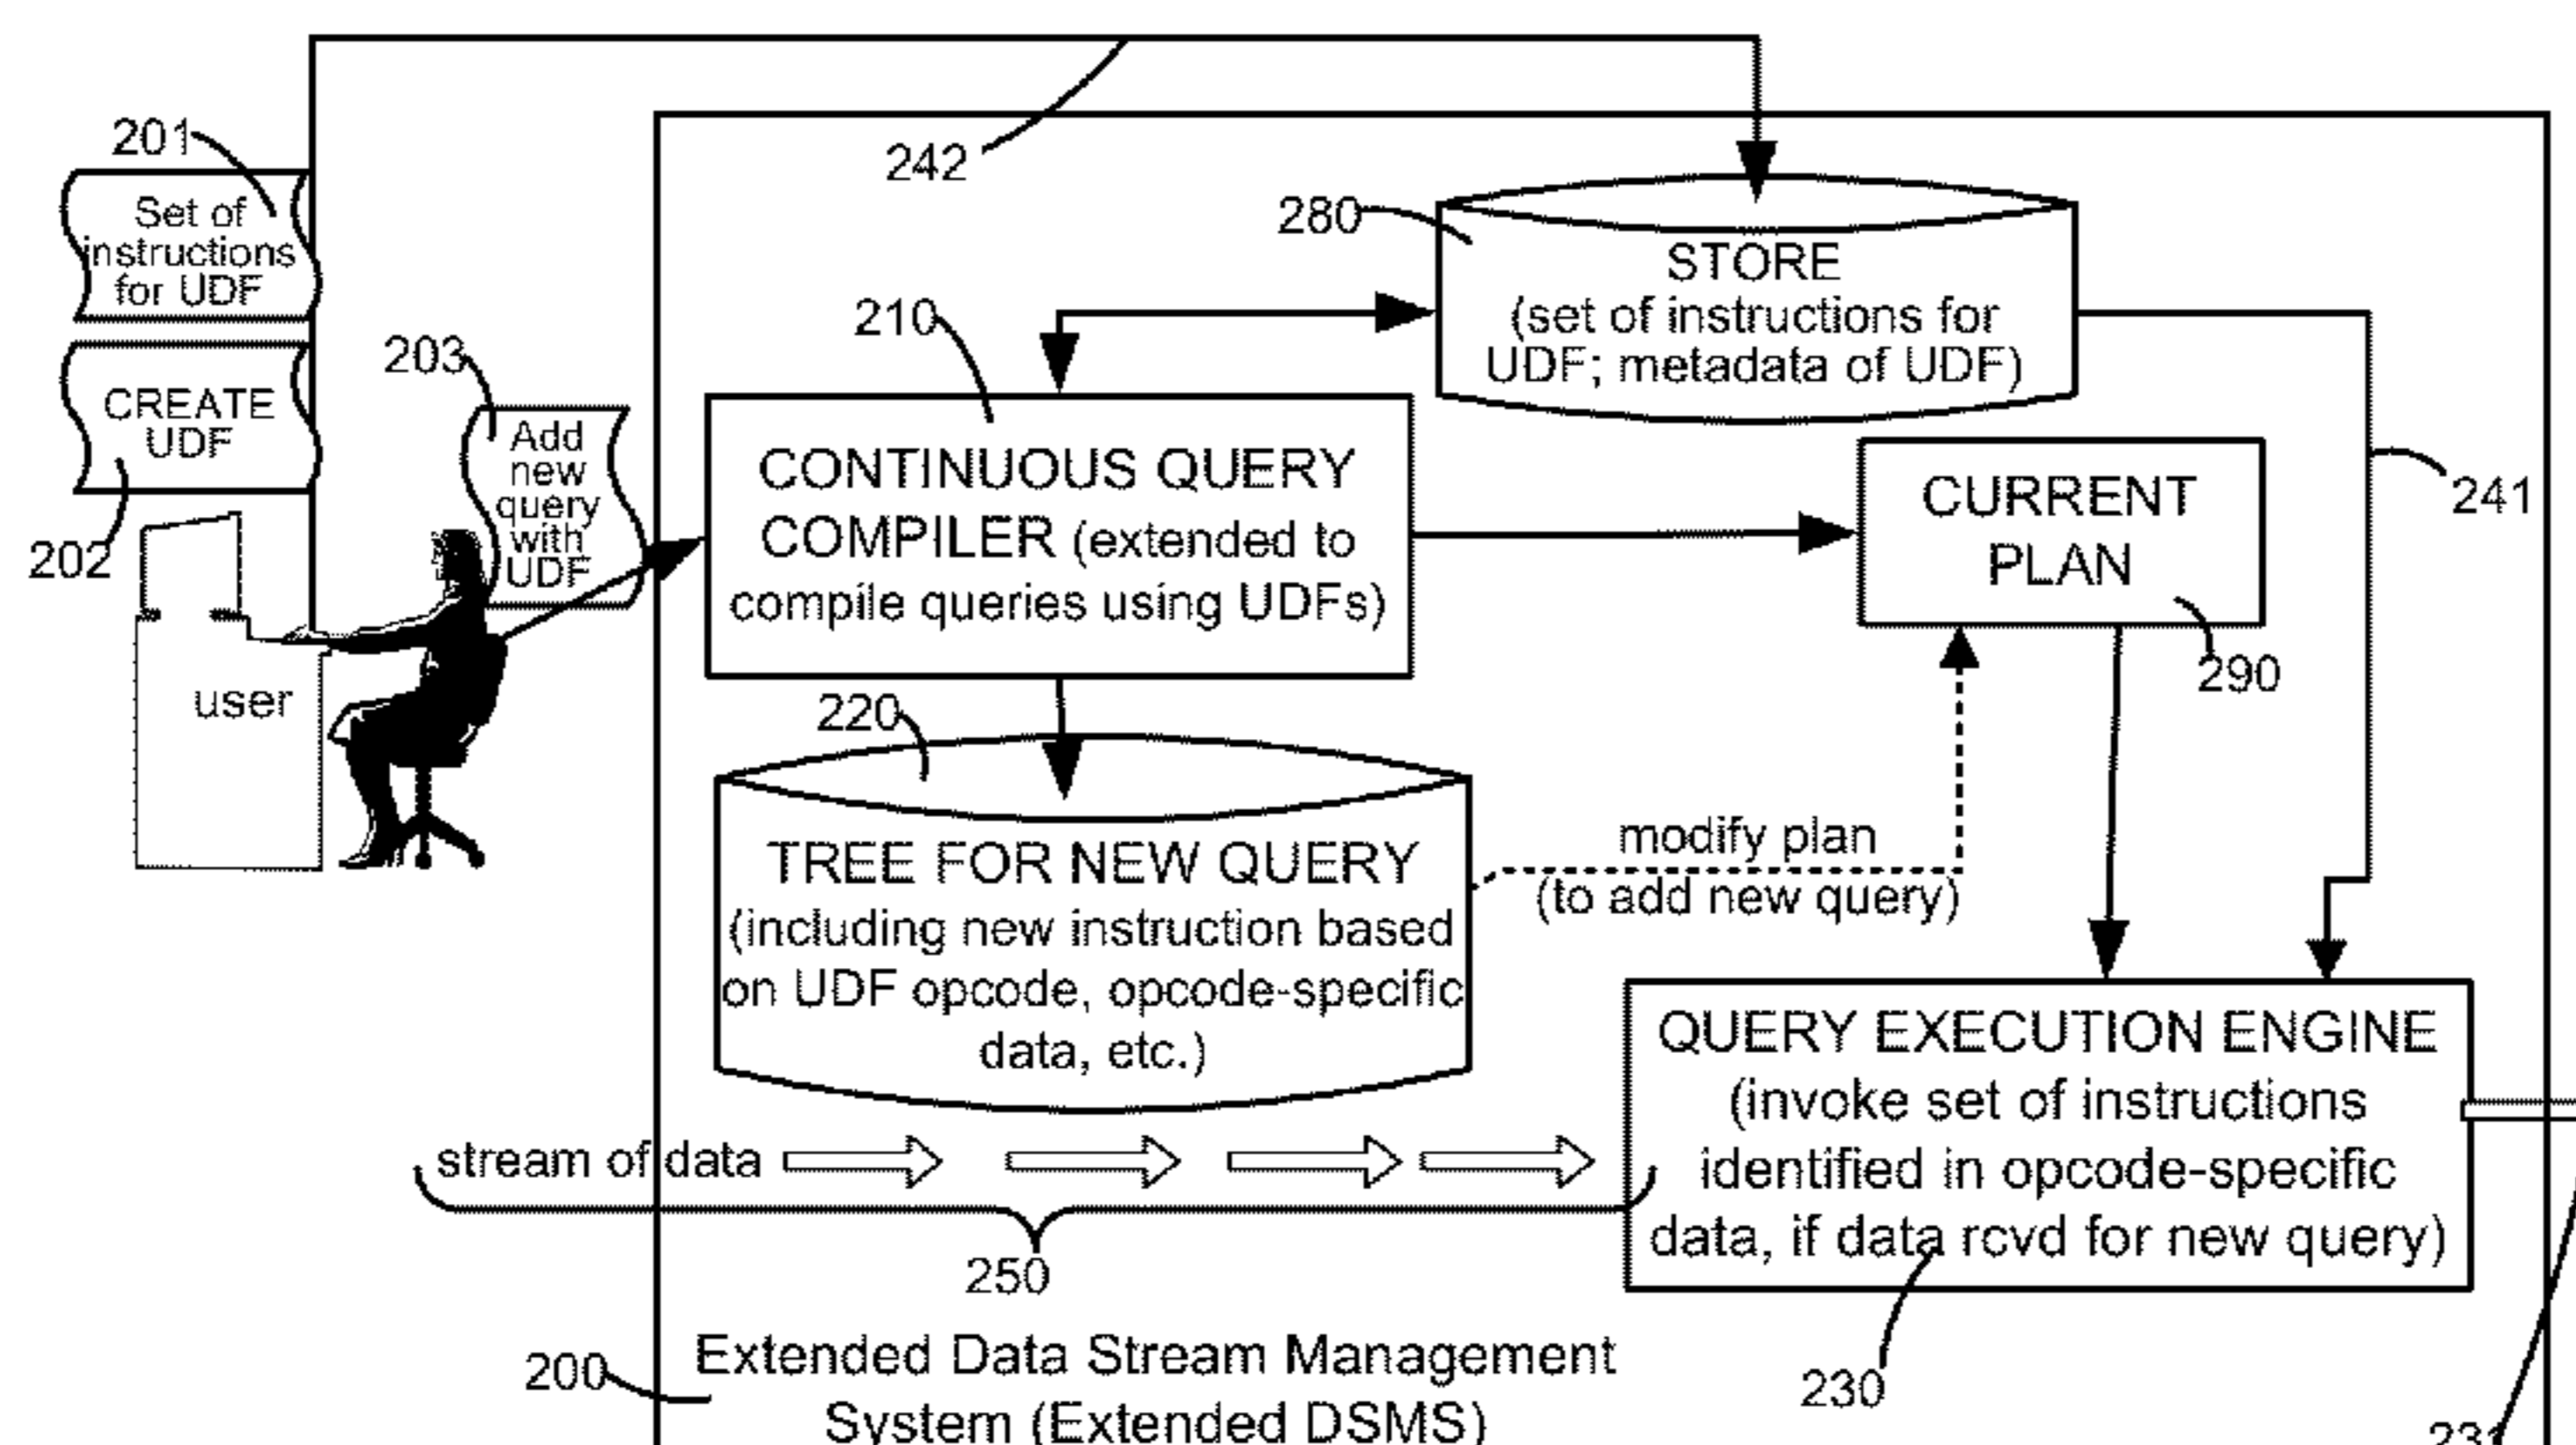 201
242
Set of
instructions
for UDF
280
STORE
(set of instructions for
UDF; metadata of UDF)
210
203
CREATE
UDF
202
Add
new
query
with
UDF
CONTINUOUS QUERY
COMPILER (extended to
compile queries using UDFs)
CURRENT
PLAN
241
290
user
220
TREE FOR NEW QUERY
(including new instruction based
on UDF opcode, opcode-specific
data, etc.)
modify plan
(to add new query)
QUERY EXECUTION ENGINE
(invoke set of instructions
identified in opcode-specific
data, if data rcvd for new query)
stream of data
250
230
200
Extended Data Stream Management
System (Extended DSMS)
231